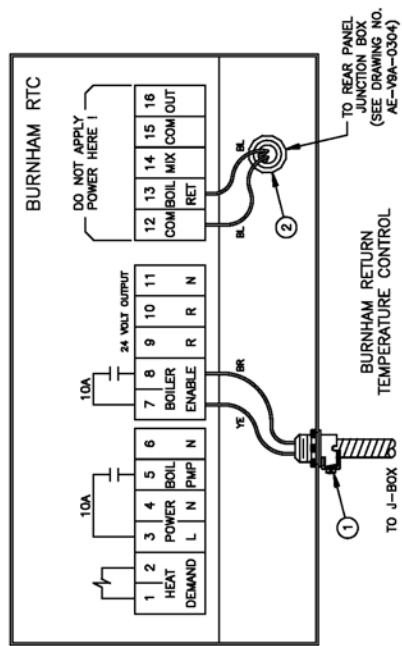 BURNHAM RTC
DO NOT APPLY
POWER HERE !
10A
10A
24 VOLT OUTPUT
1 2
HEAT
DEMAND
3 4 5 6
POWER BOIL
L N PMP N
7 8 9 10 11
BOILER
ENABLE R R N
12 13 14 15 16
COM BOIL MIX COM OUT
RET
YE
BR
BL
BL
1
2
TO J-BOX
BURNHAM RETURN
TEMPERATURE CONTROL
TO REAR PANEL
JUNCTION BOX
(SEE DRAWING NO.
AE-V9A-0304)